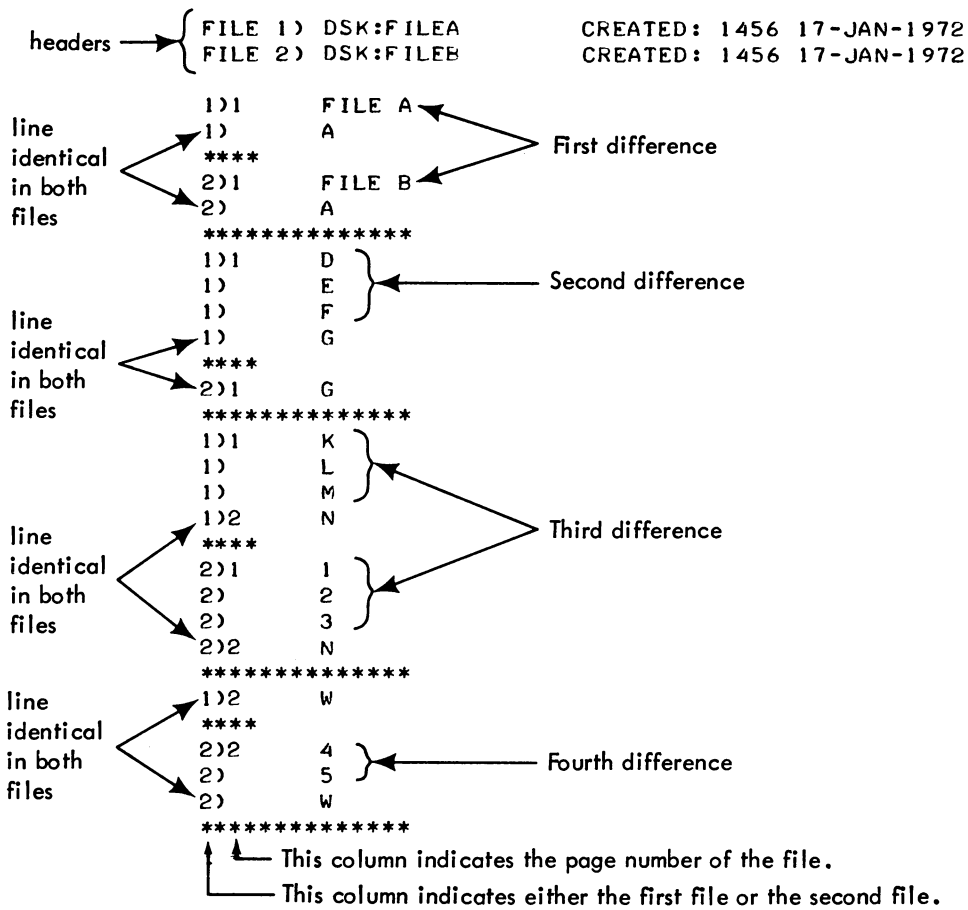 headers
FILE 1) DSK:FILEA CREATED: 1456 17-JAN-1972
FILE 2) DSK:FILEB CREATED: 1456 17-JAN-1972
1)1 FILE A
1) A
****
2)1 FILE B
2) A
**************
line
identical
in both
files
First difference
1)1 D
1) E
1) F
1) G
****
2)1 G
**************
Second difference
line
identical
in both
files
1)1 K
1) L
1) M
1)2 N
****
2)1 1
2) 2
2) 3
2)2 N
**************
Third difference
line
identical
in both
files
1)2 W
****
2)2 4
2) 5
2) W
**************
Fourth difference
line
identical
in both
files
This column indicates the page number of the file.
This column indicates either the first file or the second file.